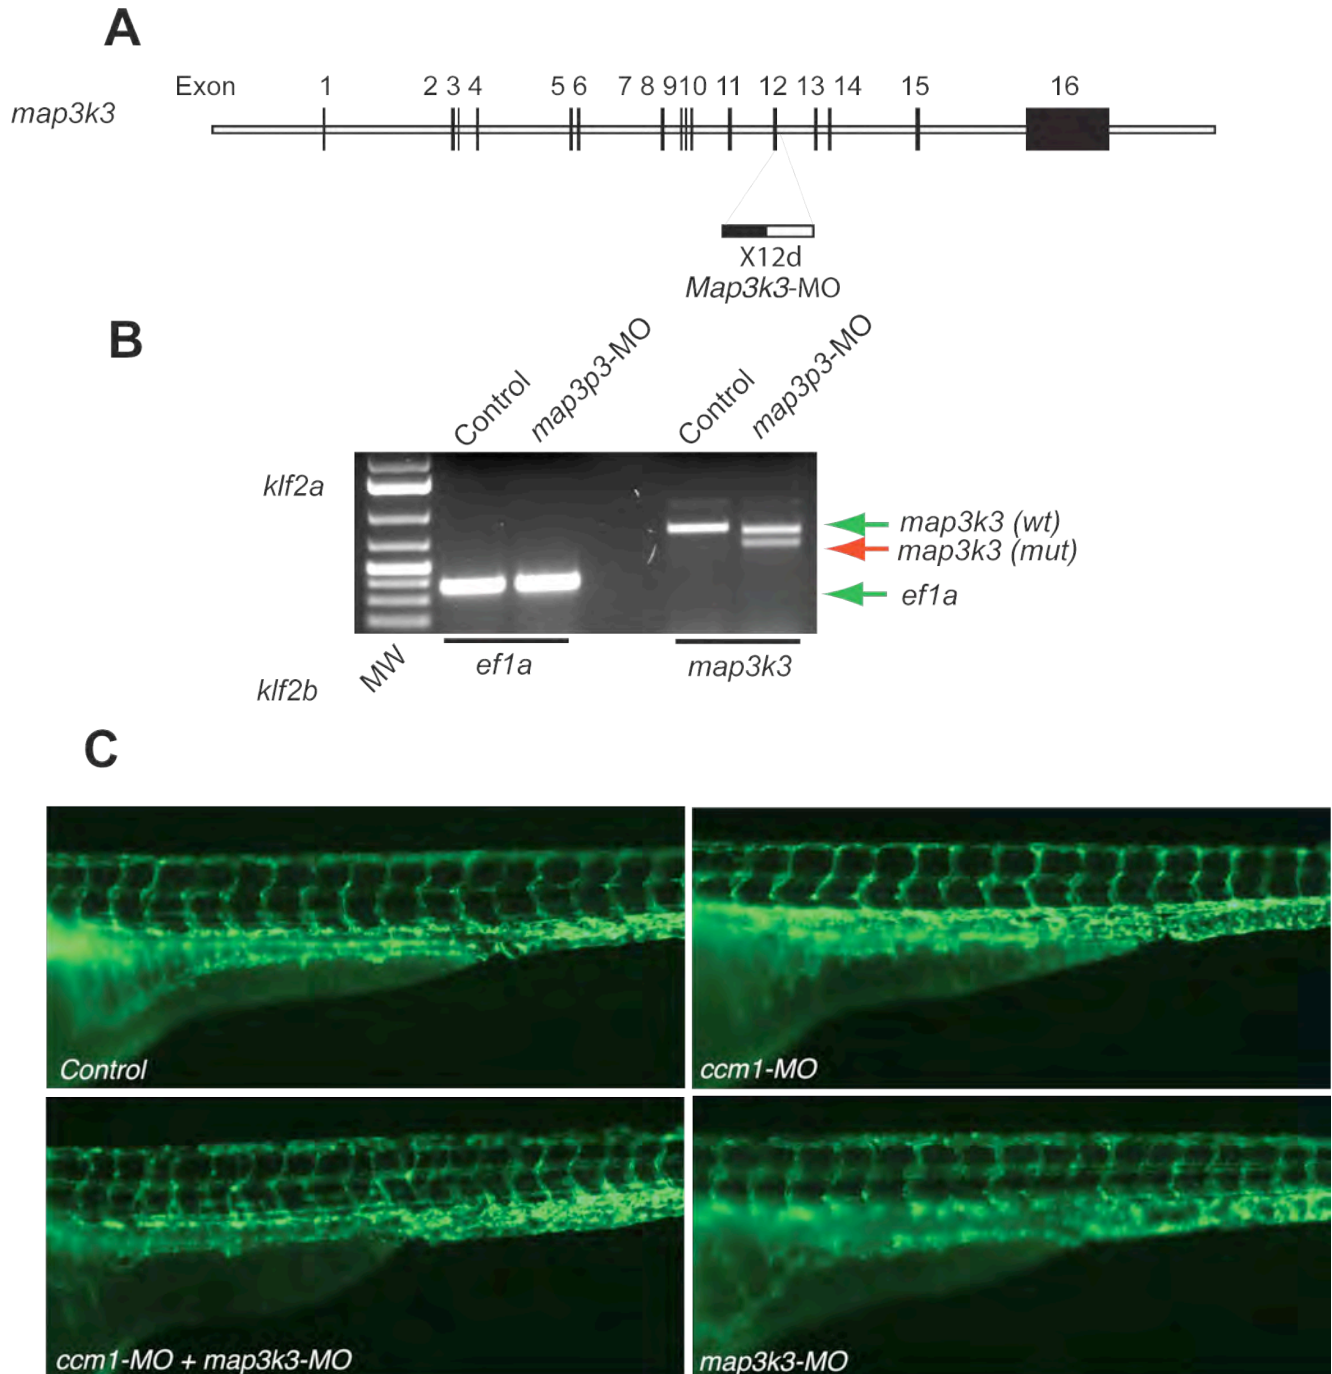 A
Exon 1 2 3 4 5 6 7 8 9 10 11 12 13 14 15 16
map3k3
X12d
Map3k3-MO
B
Control map3p3-MO Control map3p3-MO
klf2a
map3k3 (wt)
map3k3 (mut)
ef1a
MW ef1a map3k3
klf2b
C
Control ccm1-MO
ccm1-MO + map3k3-MO map3k3-MO